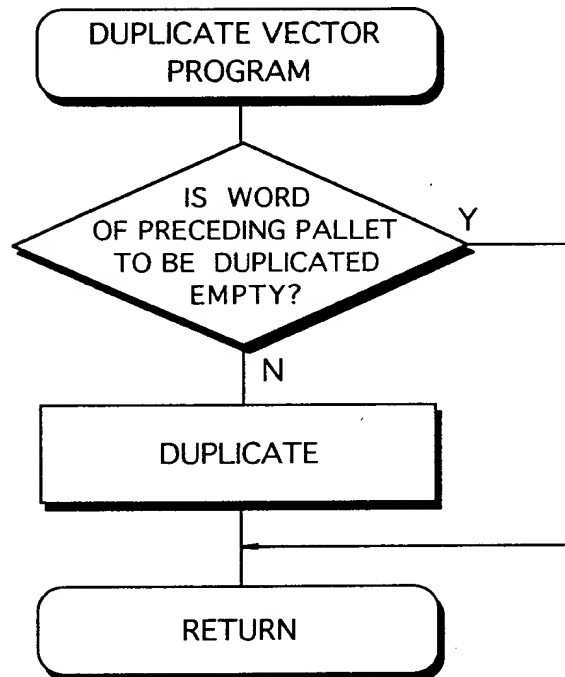 DUPLICATE VECTOR
PROGRAM
IS WORD
OF PRECEDING PALLET
TO BE DUPLICATED
EMPTY?
Y
N
DUPLICATE
RETURN